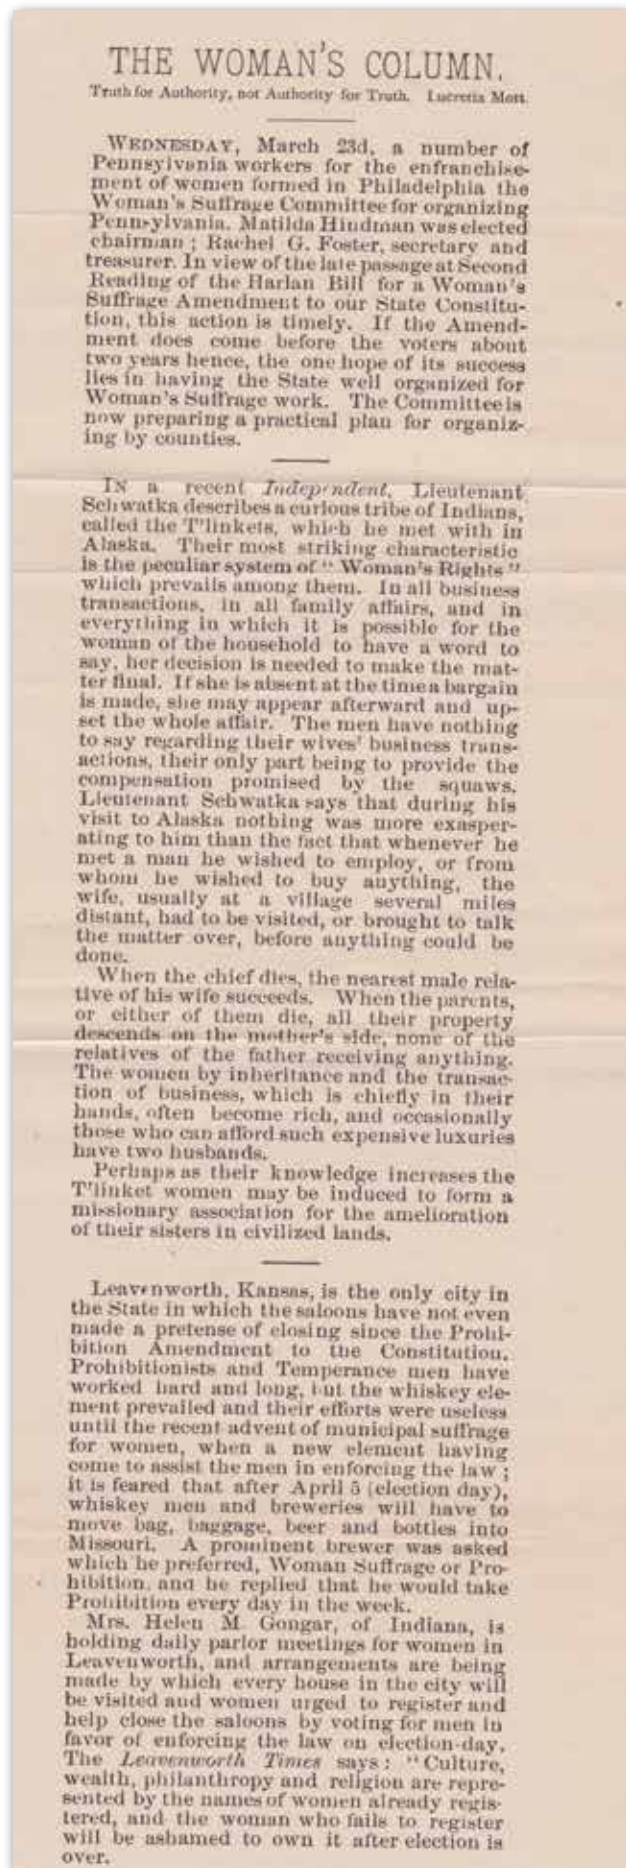 THE WOMAN'S COLUMN.
Truth for Authority, not Authority for Truth. Lucretia Mott.
WEDNESDAY, March 23d, a number of
Pennsylvania workers for the enfranchise-
ment of women formed in Philadelphia the
Woman's Suffrage Committee for organizing
Pennsylvania. Matilda Hindman was elected
chairman; Rachel G. Foster, secretary and
treasurer. In view of the late passage at Second
Reading of the Harlan Bill for a Woman's
Suffrage Amendment to our State Constitu-
tion, this action is timely. If the Amend-
ment does come before the voters about
two years hence, the one hope of its success
lies in having the State well organized for
Woman's Suffrage work. The Committee is
now preparing a practical plan for organiz-
ing by counties.
IN a recent Independent, Lieutenant
Schwatka describes a curious tribe of Indians,
called the T'linkets, which he met with in
Alaska. Their most striking characteristic
is the peculiar system of "Woman's Rights"
which prevails among them. In all business
transactions, in all family affairs, and in
everything in which it is possible for the
woman of the household to have a word to
say, her decision is needed to make the mat-
ter final. If she is absent at the time a bargain
is made, she may appear afterward and up-
set the whole affair. The men have nothing
to say regarding their wives' business trans-
actions, their only part being to provide the
compensation promised by the squaws.
Lieutenant Schwatka says that during his
visit to Alaska nothing was more exasper-
ating to him than the fact that whenever he
met a man he wished to employ, or from
whom he wished to buy anything, the
wife, usually at a village several miles
distant, had to be visited, or brought to talk
the matter over, before anything could be
done.
When the chief dies, the nearest male rela-
tive of his wife succeeds. When the parents,
or either of them die, all their property
descends on the mother's side, none of the
relatives of the father receiving anything.
The women by inheritance and the transac-
tion of business, which is chiefly in their
hands, often become rich, and occasionally
those who can afford such expensive luxuries
have two husbands.
Perhaps as their knowledge increases the
T'linket women may be induced to form a
missionary association for the amelioration
of their sisters in civilized lands.
Leavenworth, Kansas, is the only city in
the State in which the saloons have not even
made a pretense of closing since the Prohi-
bition Amendment to the Constitution.
Prohibitionists and Temperance men have
worked hard and long, but the whiskey ele-
ment prevailed and their efforts were useless
until the recent advent of municipal suffrage
for women, when a new element having
come to assist the men in enforcing the law;
it is feared that after April 5 (election day),
whiskey men and breweries will have to
move bag, baggage, beer and bottles into
Missouri. A prominent brewer was asked
which he preferred, Woman Suffrage or Pro-
hibition, and he replied that he would take
Prohibition every day in the week.
Mrs. Helen M. Gongar, of Indiana, is
holding daily parlor meetings for women in
Leavenworth, and arrangements are being
made by which every house in the city will
be visited and women urged to register and
help close the saloons by voting for men in
favor of enforcing the law on election-day.
The Leavenworth Times says: "Culture,
wealth, philanthropy and religion are repre-
sented by the names of women already regis-
tered, and the woman who fails to register
will be ashamed to own it after election is
over.